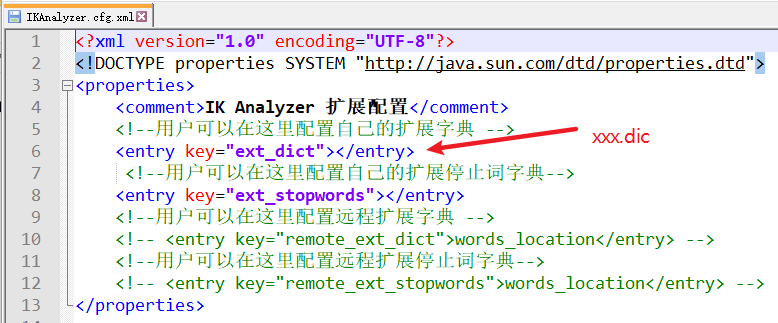 IKAnalyzer.cfg.xml
1 <?xml version="1.0" encoding="UTF-8"?>
2 <!DOCTYPE properties SYSTEM "http://java.sun.com/dtd/properties.dtd">
3 <properties>
4 <comment>IK Analyzer 扩展配置</comment>
5 <!--用户可以在这里配置自己的扩展字典 -->
6 <entry key="ext_dict"></entry> xxx.dic
7 <!--用户可以在这里配置自己的扩展停止词字典-->
8 <entry key="ext_stopwords"></entry>
9 <!--用户可以在这里配置远程扩展字典 -->
10 <!-- <entry key="remote_ext_dict">words_location</entry> -->
11 <!--用户可以在这里配置远程扩展停止词字典-->
12 <!-- <entry key="remote_ext_stopwords">words_location</entry> -->
13 </properties>
14